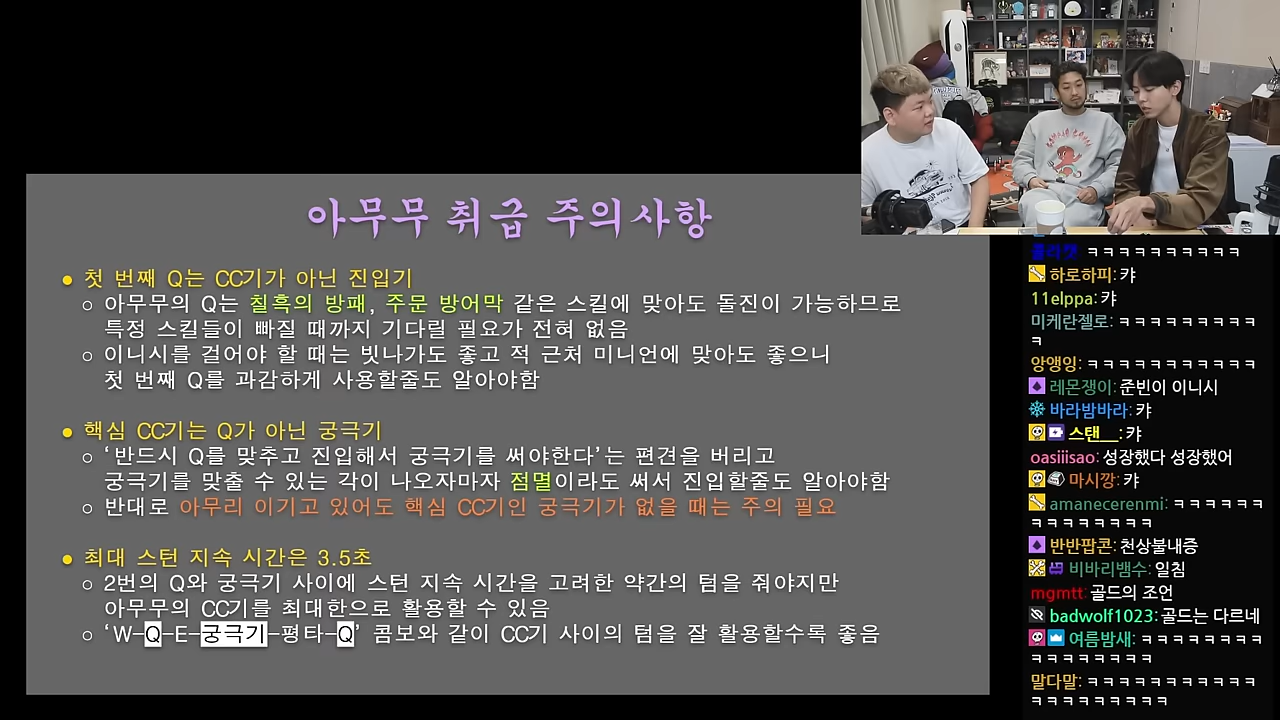 아무무 취급 주의사항
● 첫 번째 Q는 CC기가 아닌 진입기
○ 아무무의 Q는 칠흑의 방패, 주문 방어막 같은 스킬에 맞아도 돌진이 가능하므로
특정 스킬들이 빠질 때까지 기다릴 필요가 전혀 없음
○ 이니시를 걸어야 할 때는 빗나가도 좋고 적 근처 미니언에 맞아도 좋으니
첫 번째 Q를 과감하게 사용할줄도 알아야함
● 핵심 CC기는 Q가 아닌 궁극기
○ ‘반드시 Q를 맞추고 진입해서 궁극기를 써야한다’는 편견을 버리고
궁극기를 맞출 수 있는 각이 나오자마자 점멸이라도 써서 진입할줄도 알아야함
○ 반대로 아무리 이기고 있어도 핵심 CC기인 궁극기가 없을 때는 주의 필요
● 최대 스턴 지속 시간은 3.5초
○ 2번의 Q와 궁극기 사이에 스턴 지속 시간을 고려한 약간의 텀을 줘야지만
아무무의 CC기를 최대한으로 활용할 수 있음
○ ‘W-Q-E-궁극기-평타-Q’ 콤보와 같이 CC기 사이의 텀을 잘 활용할수록 좋음
ㅋㅋㅋㅋㅋㅋㅋㅋㅋㅋ
하로하피: 캬
11elppa: 캬
미케란젤로: ㅋㅋㅋㅋㅋㅋㅋㅋㅋ
ㅋ
앙앵잉: ㅋㅋㅋㅋㅋㅋㅋㅋㅋㅋㅋ
레몬쟁이: 준빈이 이니시
바라밤바라: 캬
스탠__: 캬
oasiiisao: 성장했다 성장했어
마시깡: 캬
amanecerenmi: ㅋㅋㅋㅋㅋㅋ
ㅋㅋㅋㅋㅋㅋㅋㅋ
반반팝콘: 천상불내증
비바리뱀수: 일침
mgmtt: 골드의 조언
badwolf1023: 골드는 다르네
여름밤새: ㅋㅋㅋㅋㅋㅋㅋㅋ
ㅋㅋㅋㅋㅋㅋㅋㅋ
말다말: ㅋㅋㅋㅋㅋㅋㅋㅋㅋㅋㅋ
ㅋㅋㅋㅋㅋㅋㅋㅋㅋ